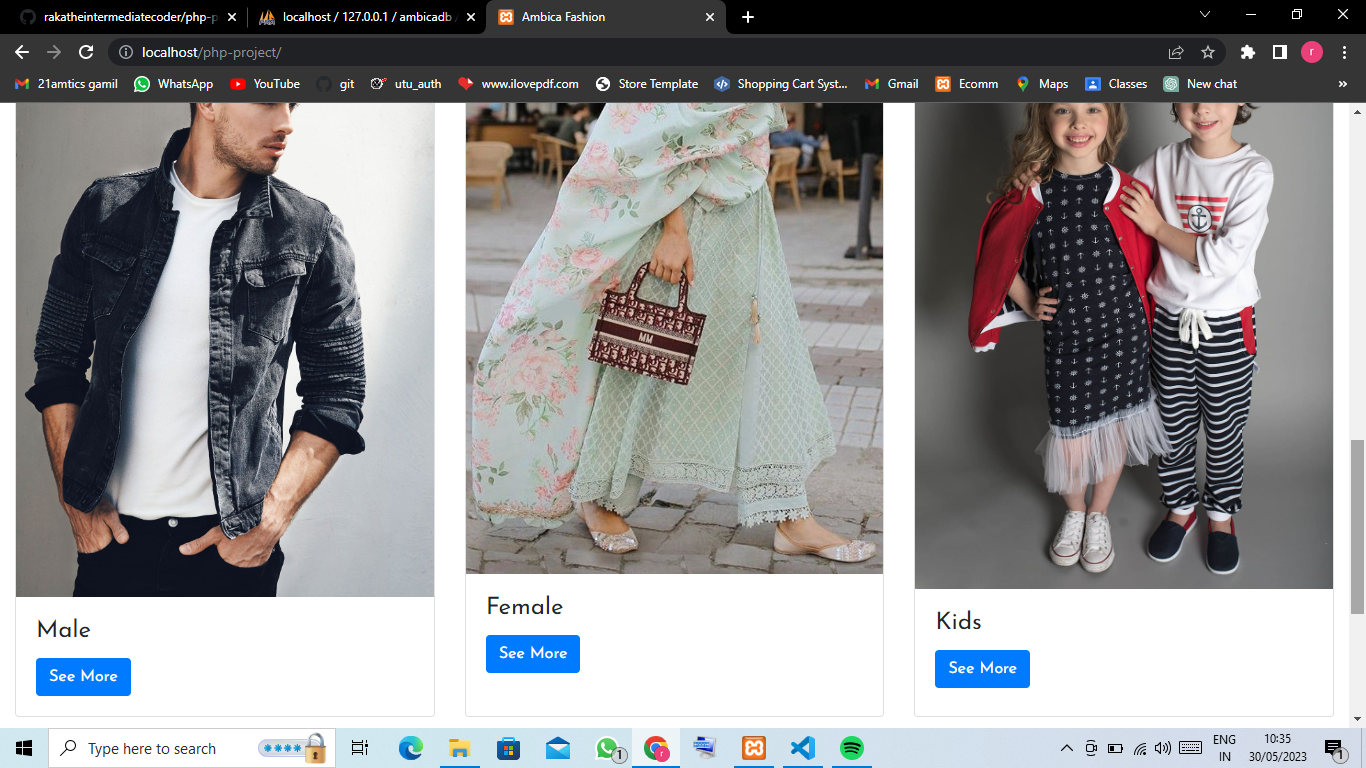 rakatheintermediatecoder/php-p
localhost / 127.0.0.1 / ambicadb
Ambica Fashion
localhost/php-project/
r
21amtics gamil
WhatsApp
YouTube
git
utu_auth
www.ilovepdf.com
Store Template
Shopping Cart Syst...
Gmail
Ecomm
Maps
Classes
New chat
»
MM
Male
See More
Female
See More
Kids
See More
Type here to search
1
r
ENG
IN
10:35
30/05/2023
1